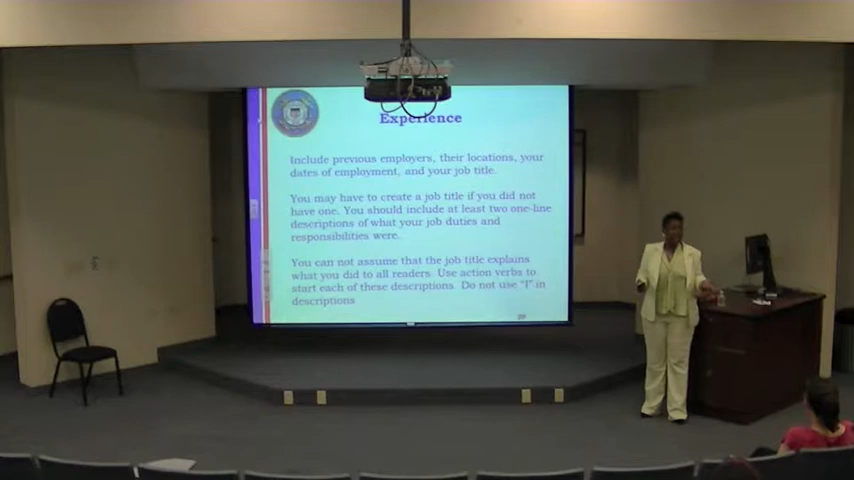 Experience
Include previous employers, their locations, your
dates of employment, and your job title.
You may have to create a job title if you did not
have one. You should include at least two one-line
descriptions of what your job duties and
responsibilities were.
You can not assume that the job title explains
what you did to all readers. Use action verbs to
start each of these descriptions. Do not use "I" in
descriptions